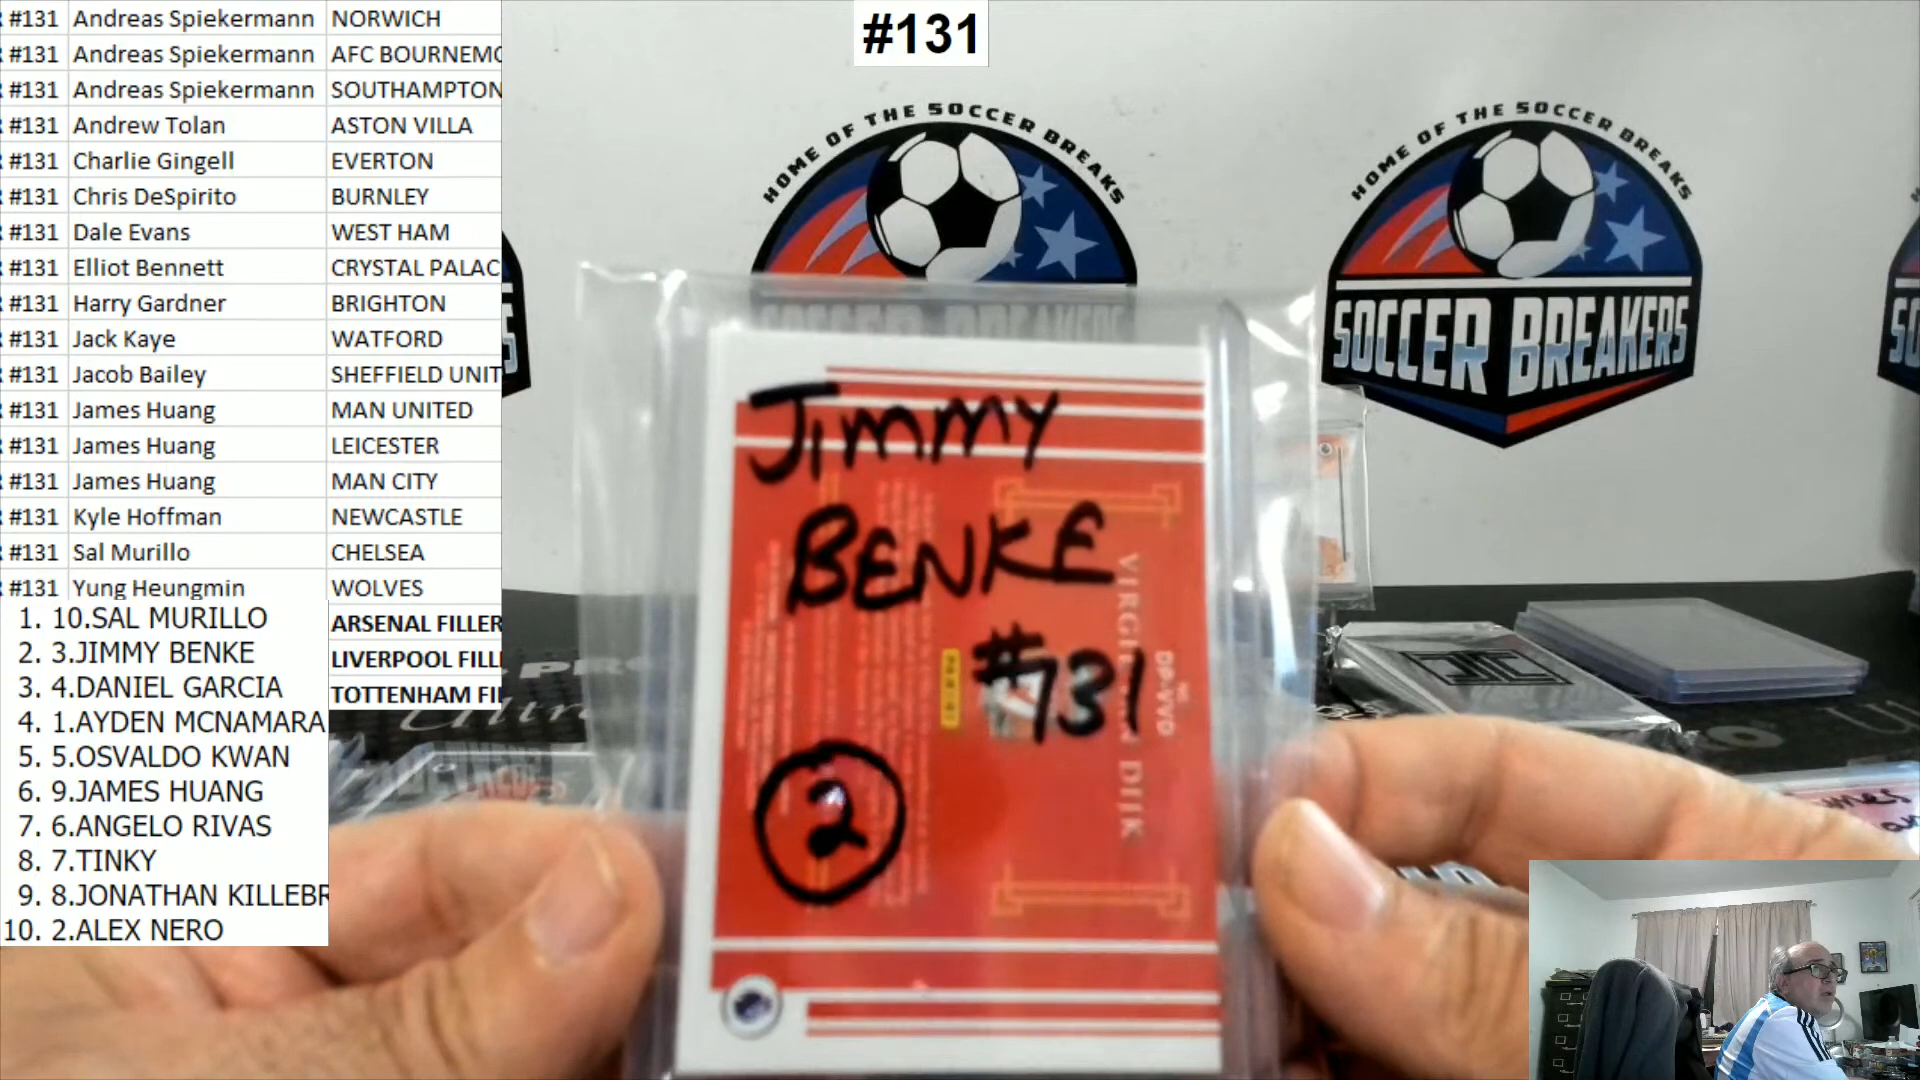 #131
#131 Andreas Spiekermann NORWICH
#131 Andreas Spiekermann AFC BOURNEMO
#131 Andreas Spiekermann SOUTHAMPTON
#131 Andrew Tolan ASTON VILLA
#131 Charlie Gingell EVERTON
#131 Chris DeSpirito BURNLEY
#131 Dale Evans WEST HAM
#131 Elliot Bennett CRYSTAL PALAC
#131 Harry Gardner BRIGHTON
#131 Jack Kaye WATFORD
#131 Jacob Bailey SHEFFIELD UNIT
#131 James Huang MAN UNITED
#131 James Huang LEICESTER
#131 James Huang MAN CITY
#131 Kyle Hoffman NEWCASTLE
#131 Sal Murillo CHELSEA
#131 Yung Heungmin WOLVES
ARSENAL FILLER
LIVERPOOL FILL
TOTTENHAM FI
1. 10.SAL MURILLO
2. 3.JIMMY BENKE
3. 4.DANIEL GARCIA
4. 1.AYDEN MCNAMARA
5. 5.OSVALDO KWAN
6. 9.JAMES HUANG
7. 6.ANGELO RIVAS
8. 7.TINKY
9. 8.JONATHAN KILLEBR
10. 2.ALEX NERO
HOME OF THE SOCCER BREAKS
SOCCER BREAKERS
HOME OF THE SOCCER BREAKS
SOCCER BREAKERS
JIMMY
BENKE
#131
2
VIRGIL VAN DIJK
DP-VVD
PANINI